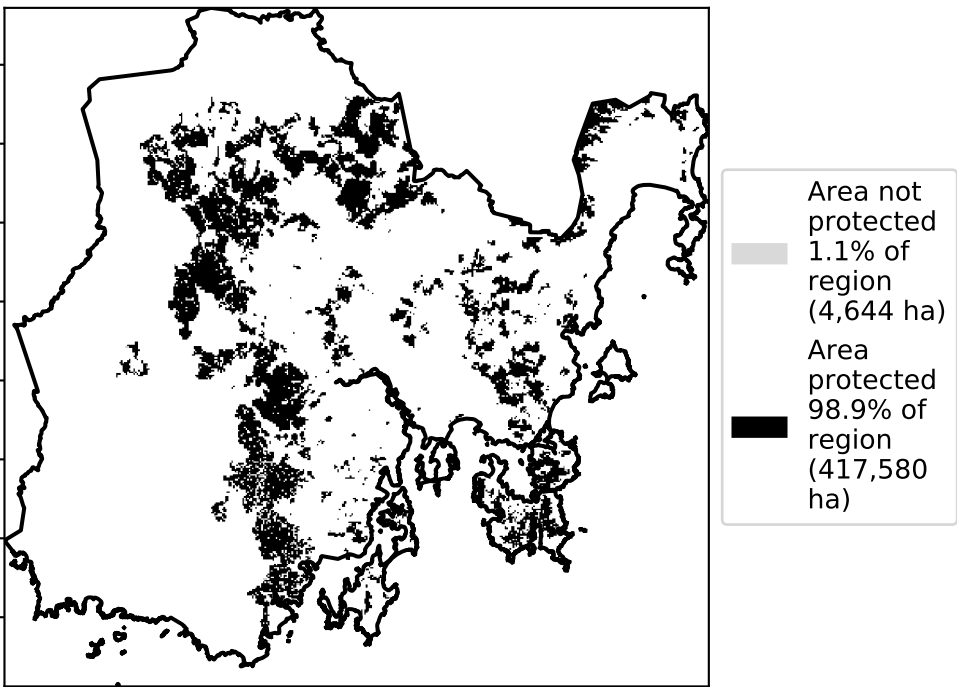 Area not
protected
1.1% of
region
(4,644 ha)
Area
protected
98.9% of
region
(417,580
ha)